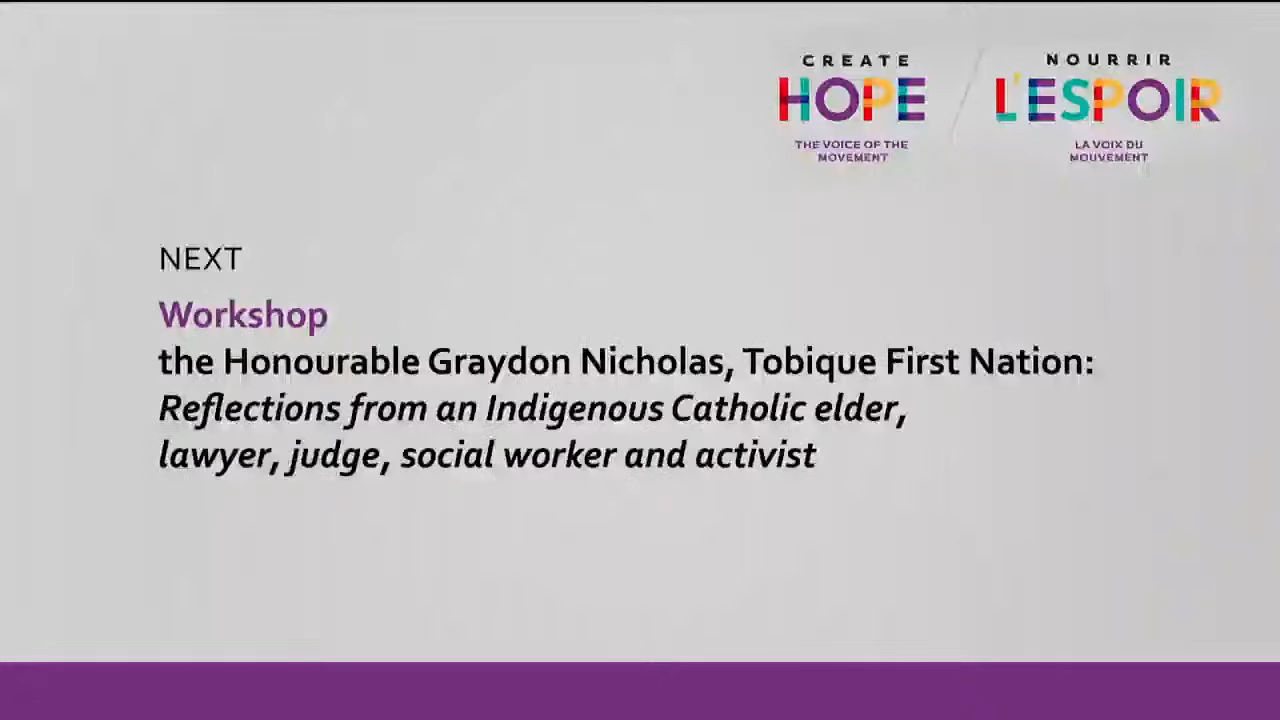 CREATE
HOPE
THE VOICE OF THE
MOVEMENT
NOURRIR
L'ESPOIR
LA VOIX DU
MOUVEMENT
NEXT
Workshop
the Honourable Graydon Nicholas, Tobique First Nation:
Reflections from an Indigenous Catholic elder,
lawyer, judge, social worker and activist